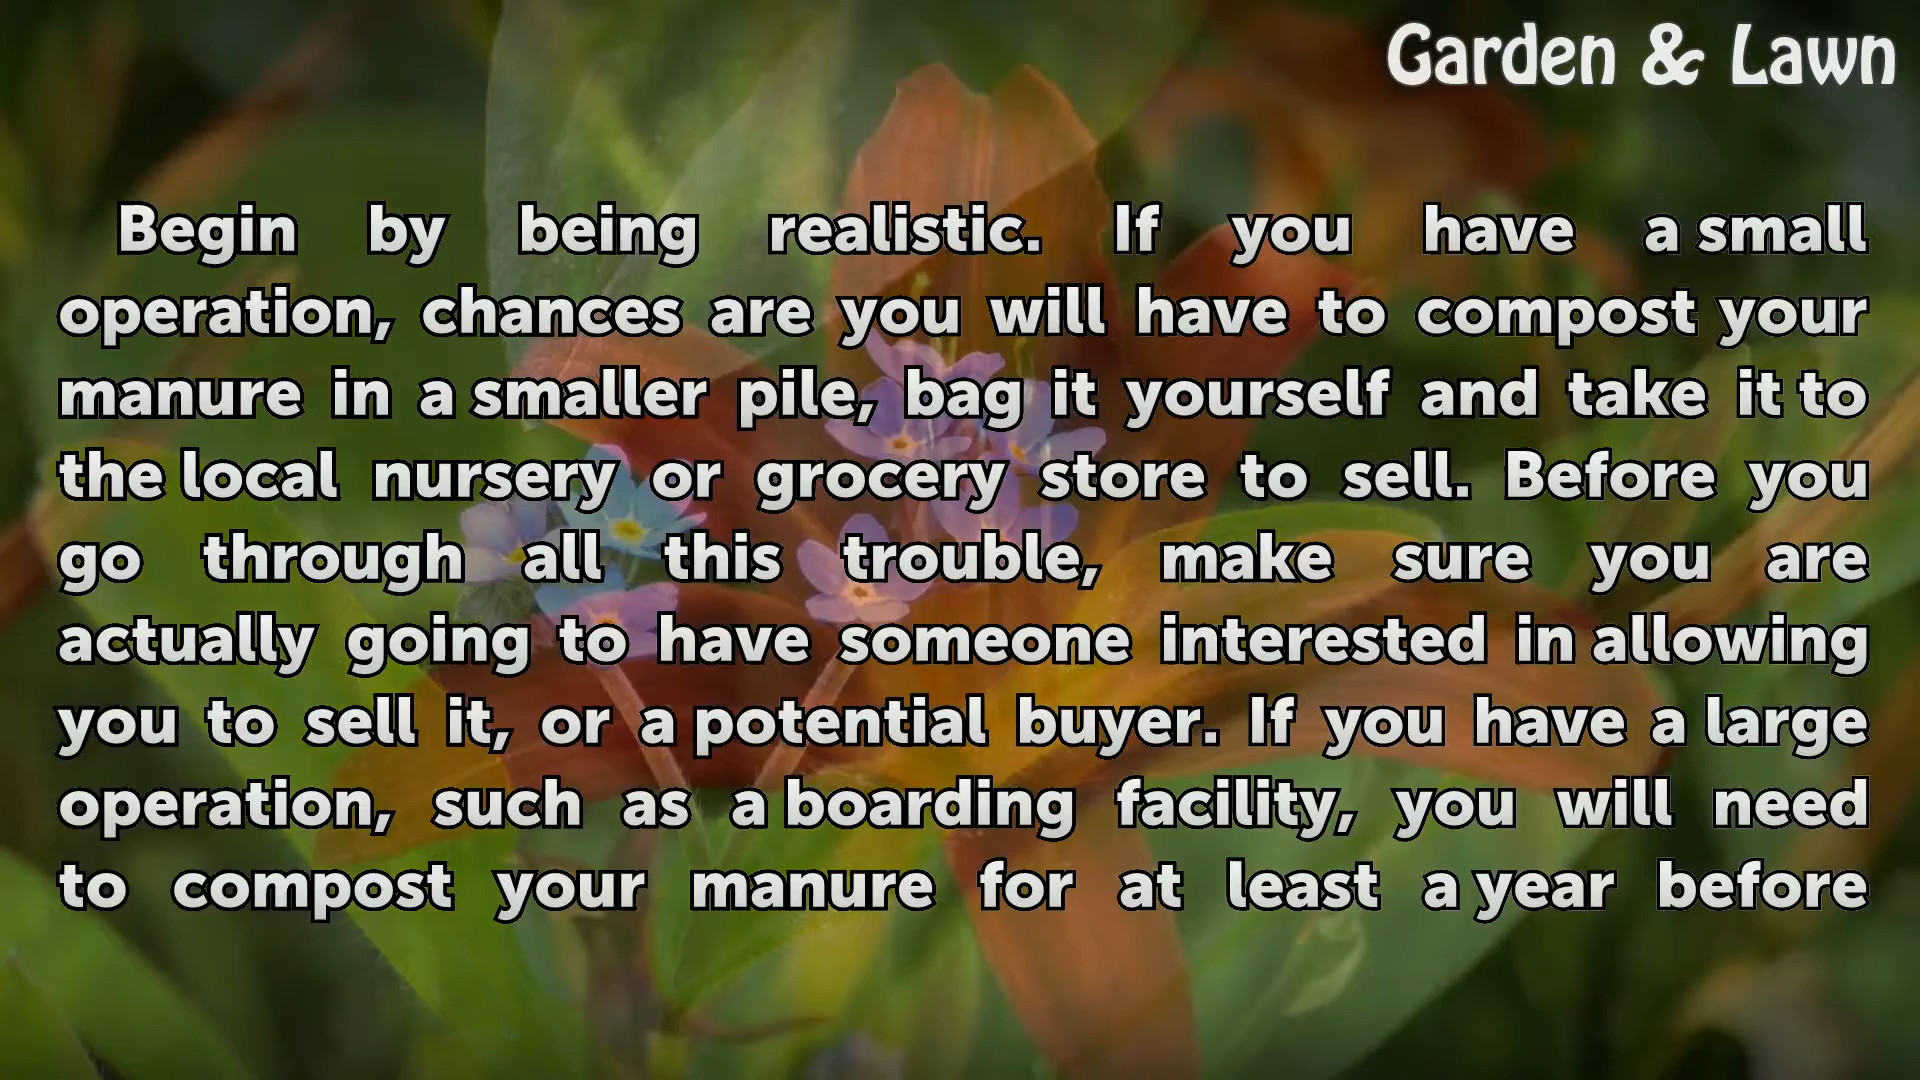 Garden & Lawn
Begin by being realistic. If you have a small
operation, chances are you will have to compost your
manure in a smaller pile, bag it yourself and take it to
the local nursery or grocery store to sell. Before you
go through all this trouble, make sure you are
actually going to have someone interested in allowing
you to sell it, or a potential buyer. If you have a large
operation, such as a boarding facility, you will need
to compost your manure for at least a year before